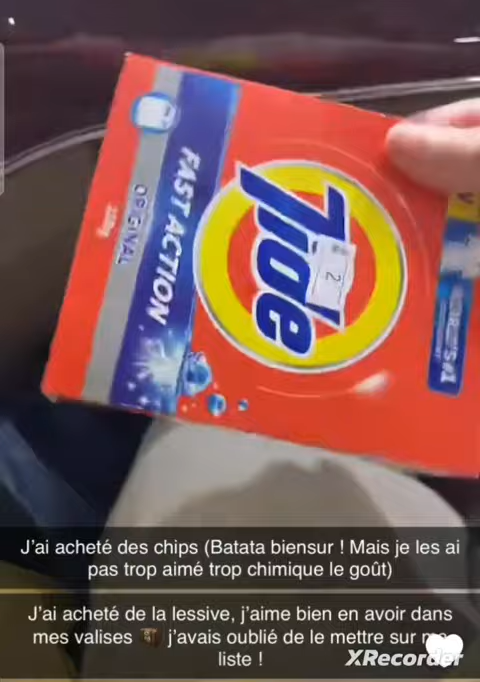 FAST ACTION
ORIGINAL
Tide
2
J'ai acheté des chips (Batata biensur ! Mais je les ai
pas trop aimé trop chimique le goût)
J'ai acheté de la lessive, j'aime bien en avoir dans
mes valises 🧳 j'avais oublié de le mettre sur
liste !
XRecorder